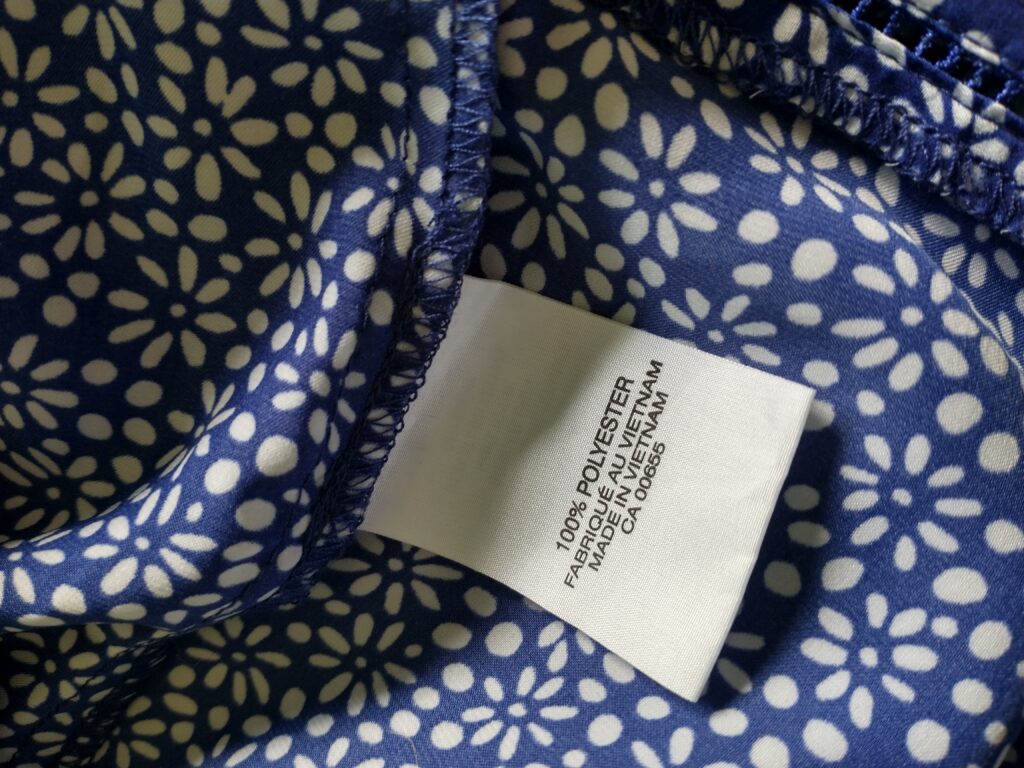 100% POLYESTER
FABRIQUÉ AU VIETNAM
MADE IN VIETNAM
CA 00655